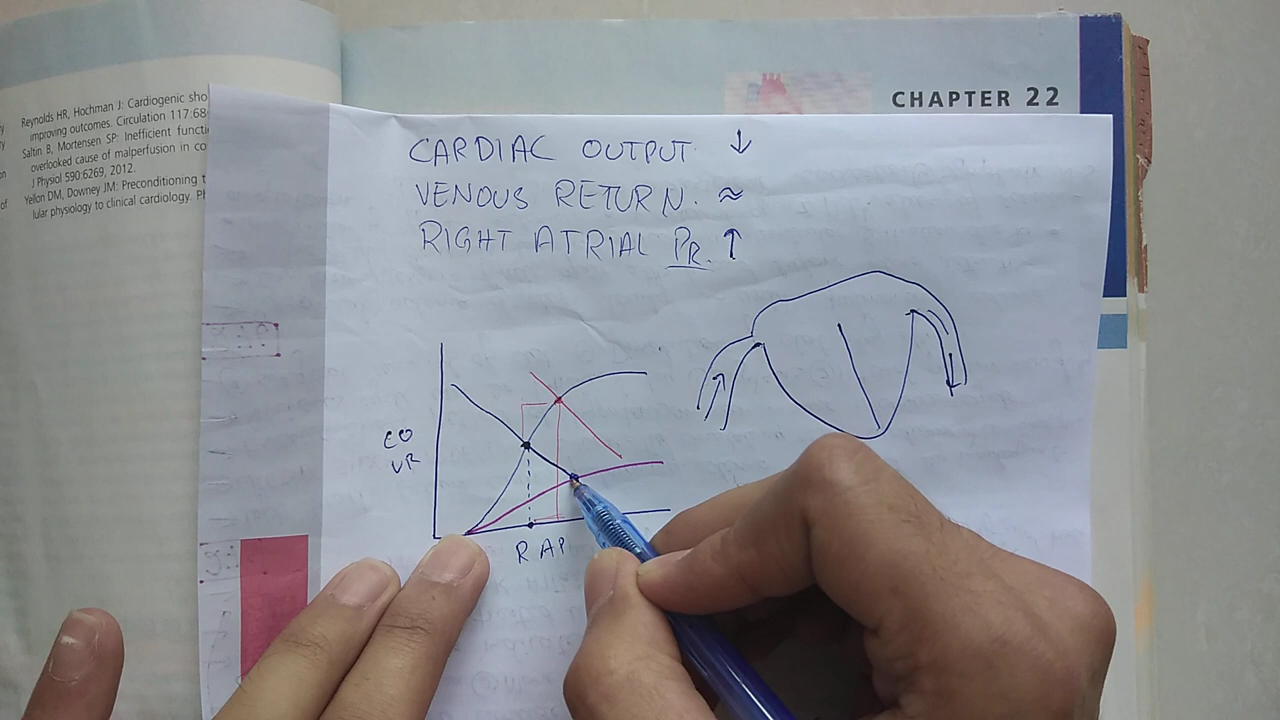 CHAPTER 22
Reynolds HR, Hochman J: Cardiogenic sho
improving outcomes. Circulation 117:68
Saltin B, Mortensen SP: Inefficient functi
overlooked cause of malperfusion in co
J Physiol 590:6269, 2012.
Yellon DM, Downey JM: Preconditioning t
lular physiology to clinical cardiology. Ph
CARDIAC OUTPUT ↓
VENOUS RETURN. ≈
RIGHT ATRIAL PR. ↑
CO
VR
RAP